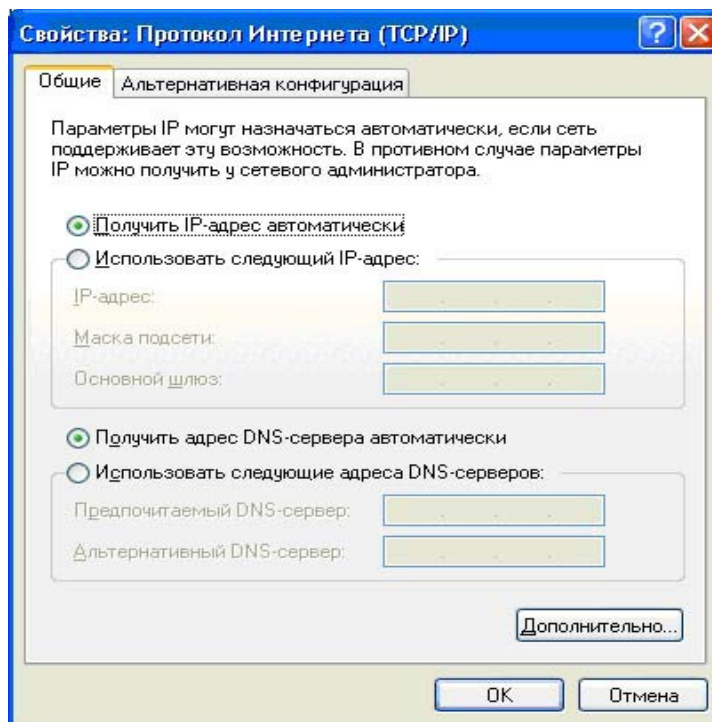 Свойства: Протокол Интернета (TCP/IP)
Общие
Альтернативная конфигурация
Параметры IP могут назначаться автоматически, если сеть
поддерживает эту возможность. В противном случае параметры
IP можно получить у сетевого администратора.
Получить IP-адрес автоматически
Использовать следующий IP-адрес:
IP-адрес:
Маска подсети:
Основной шлюз:
Получить адрес DNS-сервера автоматически
Использовать следующие адреса DNS-серверов:
Предпочитаемый DNS-сервер:
Альтернативный DNS-сервер:
Дополнительно...
OK
Отмена